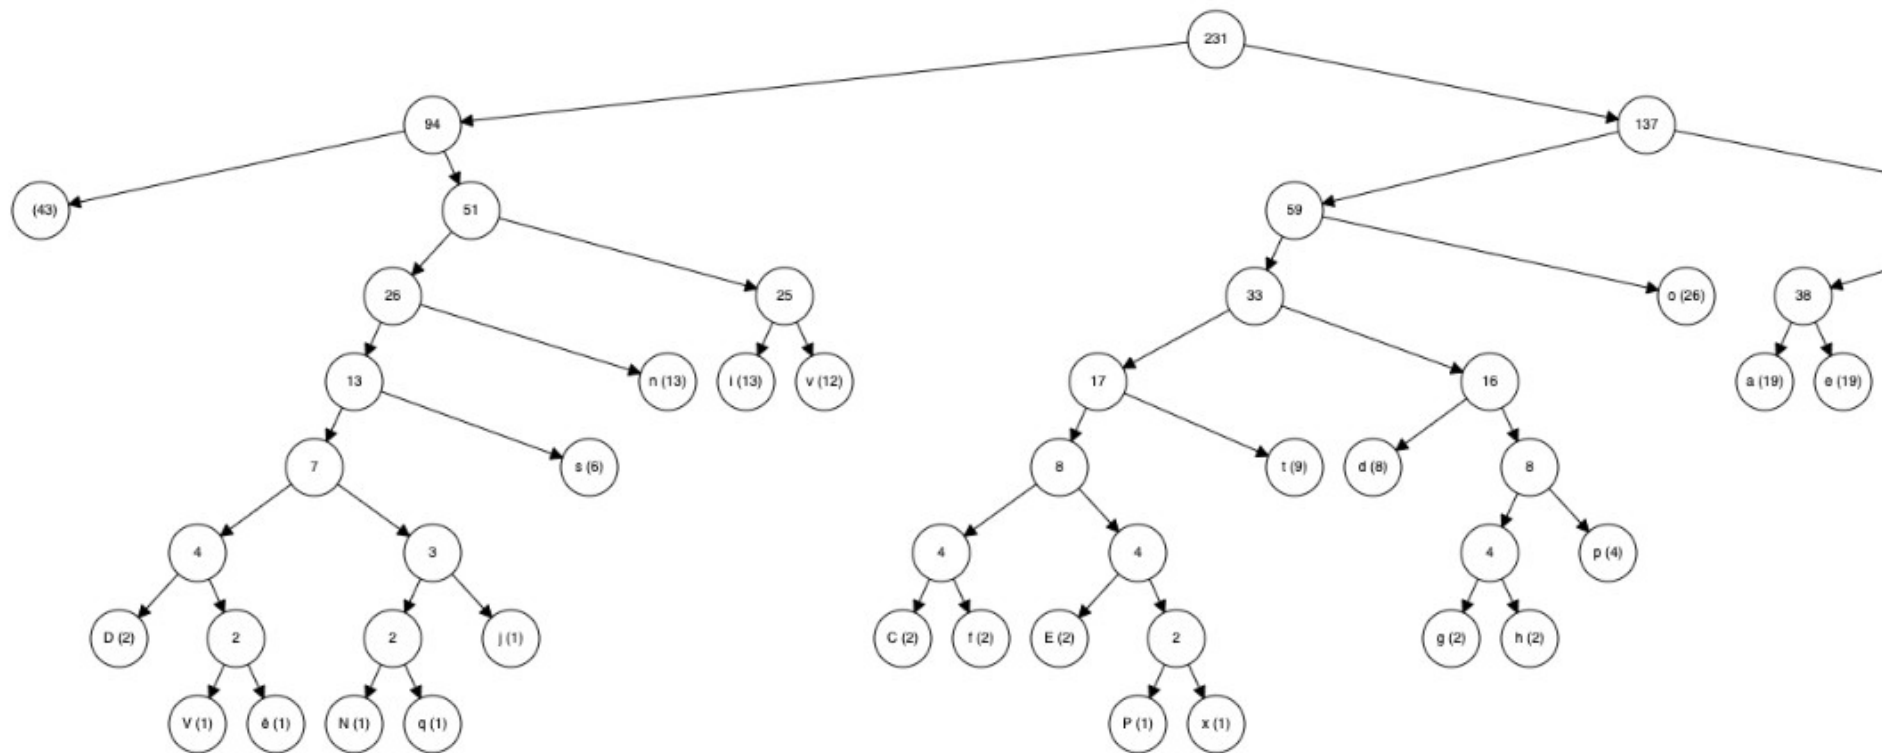 231
94 137
(43) 51 59
26 25 33 o (26) 38
13 n (13) i (13) v (12) 17 16 a (19) e (19)
7 s (6) 8 t (9) d (8) 8
4 3 4 4 4 p (4)
D (2) 2 2 j (1) C (2) f (2) E (2) 2 g (2) h (2)
V (1) ê (1) N (1) q (1) P (1) x (1)